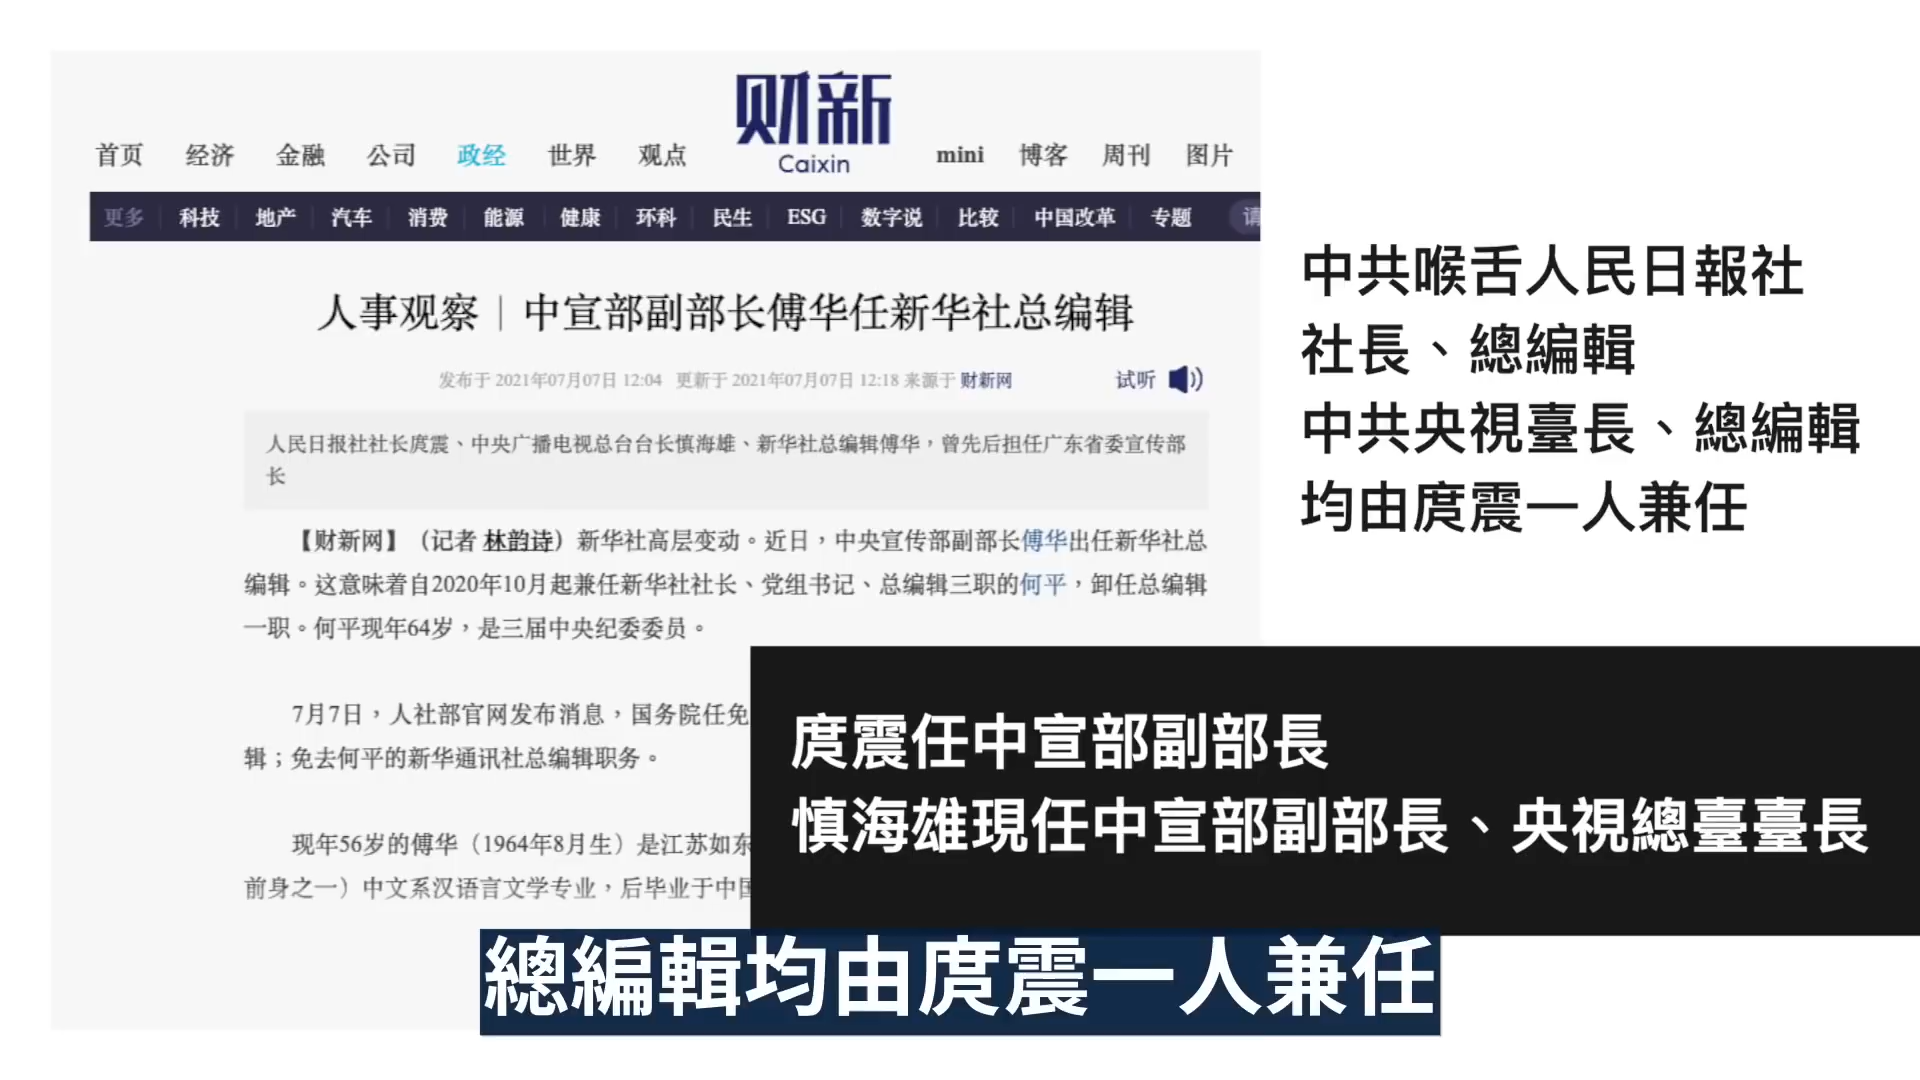 财新
Caixin
首页 经济 金融 公司 政经 世界 观点 mini 博客 周刊 图片
更多 科技 地产 汽车 消费 能源 健康 环科 民生 ESG 数字说 比较 中国改革 专题 请
人事观察｜中宣部副部长傅华任新华社总编辑
发布于 2021年07月07日 12:04 更新于 2021年07月07日 12:18 来源于 财新网 试听
人民日报社社长庹震、中央广播电视总台台长慎海雄、新华社总编辑傅华，曾先后担任广东省委宣传部
长
【财新网】（记者 林韵诗）新华社高层变动。近日，中央宣传部副部长傅华出任新华社总
编辑。这意味着自2020年10月起兼任新华社社长、党组书记、总编辑三职的何平，卸任总编辑
一职。何平现年64岁，是三届中央纪委委员。
7月7日，人社部官网发布消息，国务院任免
辑；免去何平的新华通讯社总编辑职务。
现年56岁的傅华（1964年8月生）是江苏如东
前身之一）中文系汉语言文学专业，后毕业于中国
中共喉舌人民日報社
社長、總編輯
中共央視臺長、總編輯
均由庹震一人兼任
庹震任中宣部副部長
慎海雄現任中宣部副部長、央視總臺臺長
總編輯均由庹震一人兼任